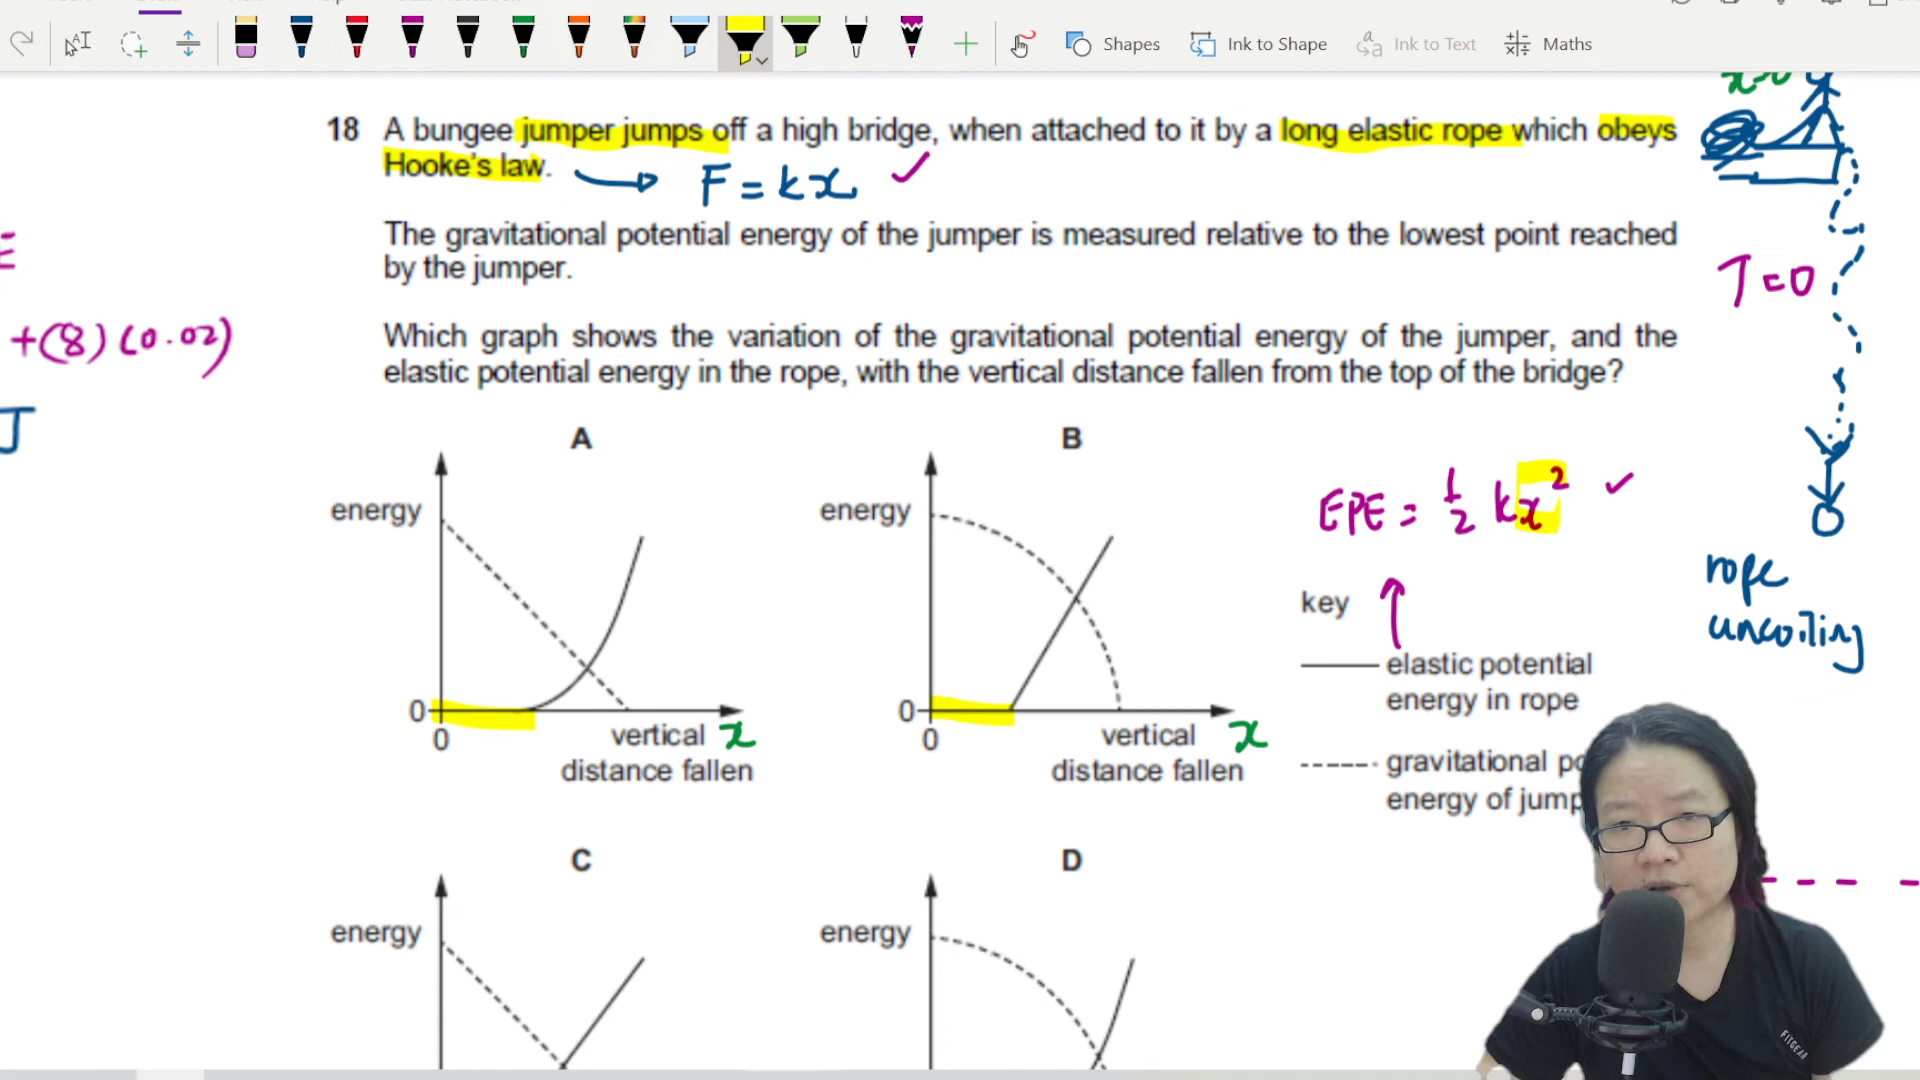 Shapes
Ink to Shape
Ink to Text
Maths
18 A bungee jumper jumps off a high bridge, when attached to it by a long elastic rope which obeys
Hooke's law.
F = kx ✓
The gravitational potential energy of the jumper is measured relative to the lowest point reached
by the jumper.
T = 0
+(8)(0.02)
J
Which graph shows the variation of the gravitational potential energy of the jumper, and the
elastic potential energy in the rope, with the vertical distance fallen from the top of the bridge?
A
energy
0
0
vertical x
distance fallen
B
energy
0
0
vertical x
distance fallen
EPE = ½ kx² ✓
key
elastic potential
energy in rope
gravitational po
energy of jump
rope
uncoiling
C
energy
D
energy
FITGEAR